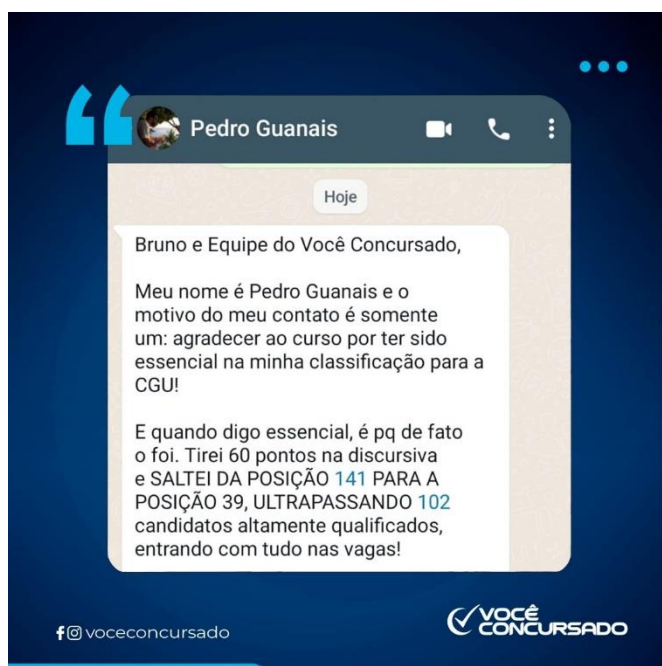 Pedro Guanais
Hoje
Bruno e Equipe do Você Concursado,
Meu nome é Pedro Guanais e o
motivo do meu contato é somente
um: agradecer ao curso por ter sido
essencial na minha classificação para a
CGU!
E quando digo essencial, é pq de fato
o foi. Tirei 60 pontos na discursiva
e SALTEI DA POSIÇÃO 141 PARA A
POSIÇÃO 39, ULTRAPASSANDO 102
candidatos altamente qualificados,
entrando com tudo nas vagas!
voceconcursado
VOCÊ
CONCURSADO